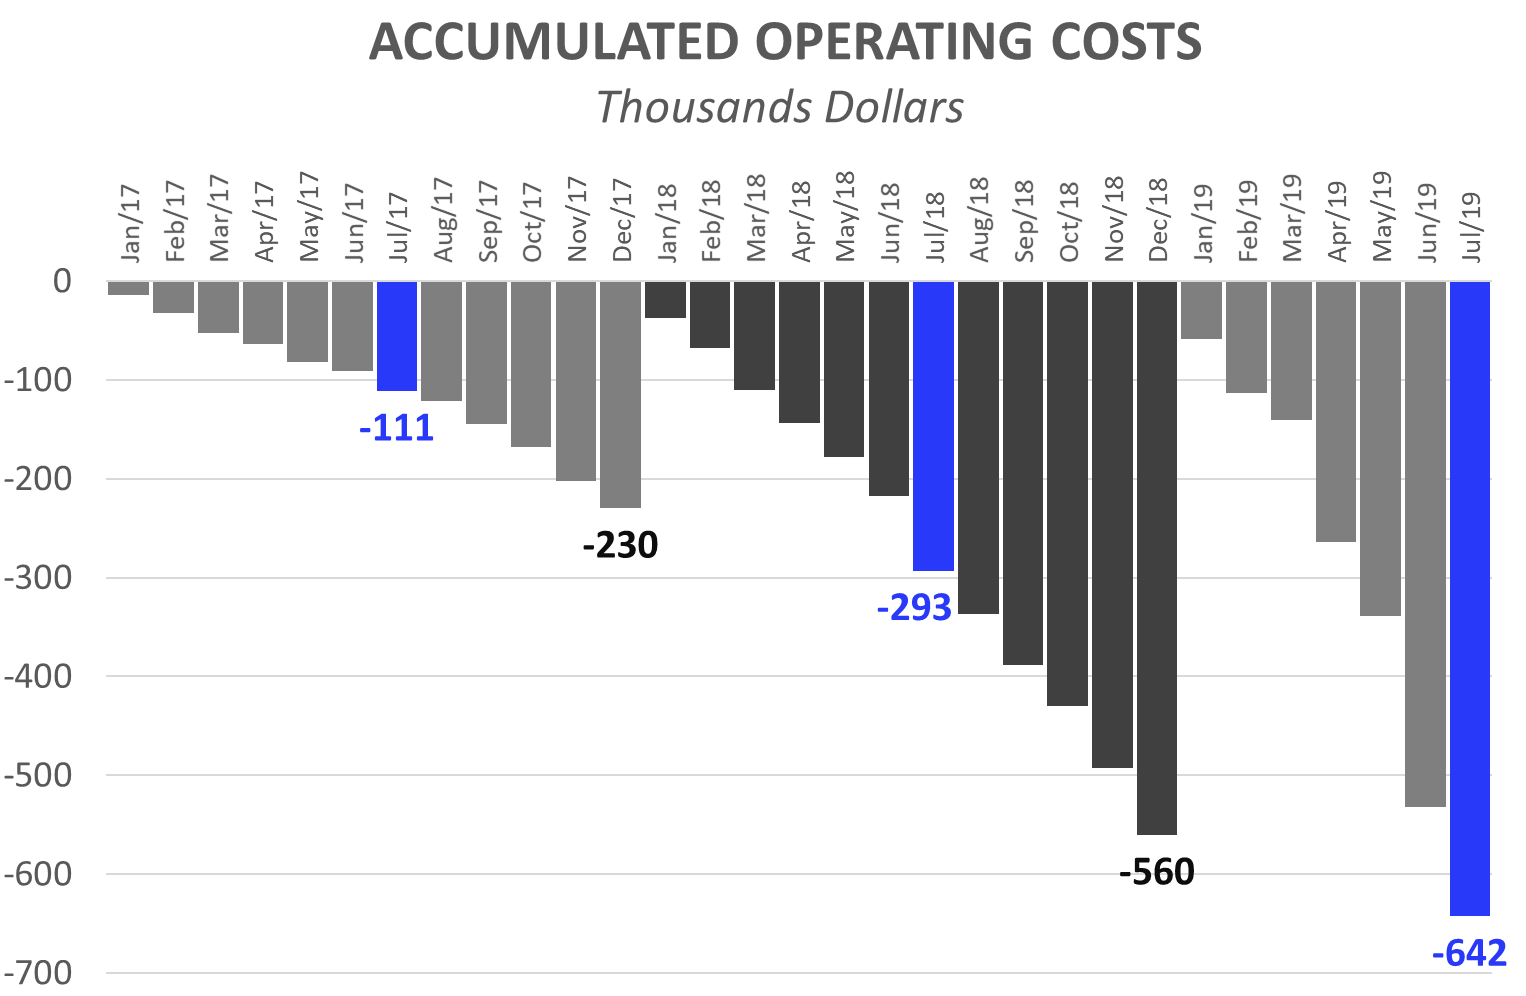 ACCUMULATED OPERATING COSTS
Thousands Dollars
Jan/17
Feb/17
Mar/17
Apr/17
May/17
Jun/17
Jul/17
Aug/17
Sep/17
Oct/17
Nov/17
Dec/17
Jan/18
Feb/18
Mar/18
Apr/18
May/18
Jun/18
Jul/18
Aug/18
Sep/18
Oct/18
Nov/18
Dec/18
Jan/19
Feb/19
Mar/19
Apr/19
May/19
Jun/19
Jul/19
0
-100
-200
-300
-400
-500
-600
-700
-111
-230
-293
-560
-642